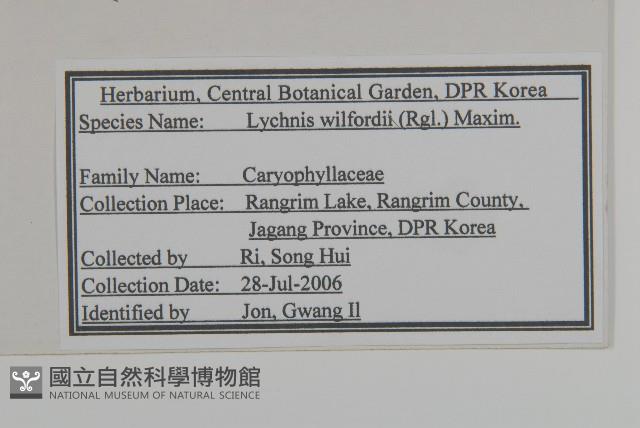 Herbarium, Central Botanical Garden, DPR Korea
Species Name: Lychnis wilfordii (Rgl.) Maxim.
Family Name: Caryophyllaceae
Collection Place: Rangrim Lake, Rangrim County,
Jagang Province, DPR Korea
Collected by Ri, Song Hui
Collection Date: 28-Jul-2006
Identified by Jon, Gwang Il
國立自然科學博物館
NATIONAL MUSEUM OF NATURAL SCIENCE